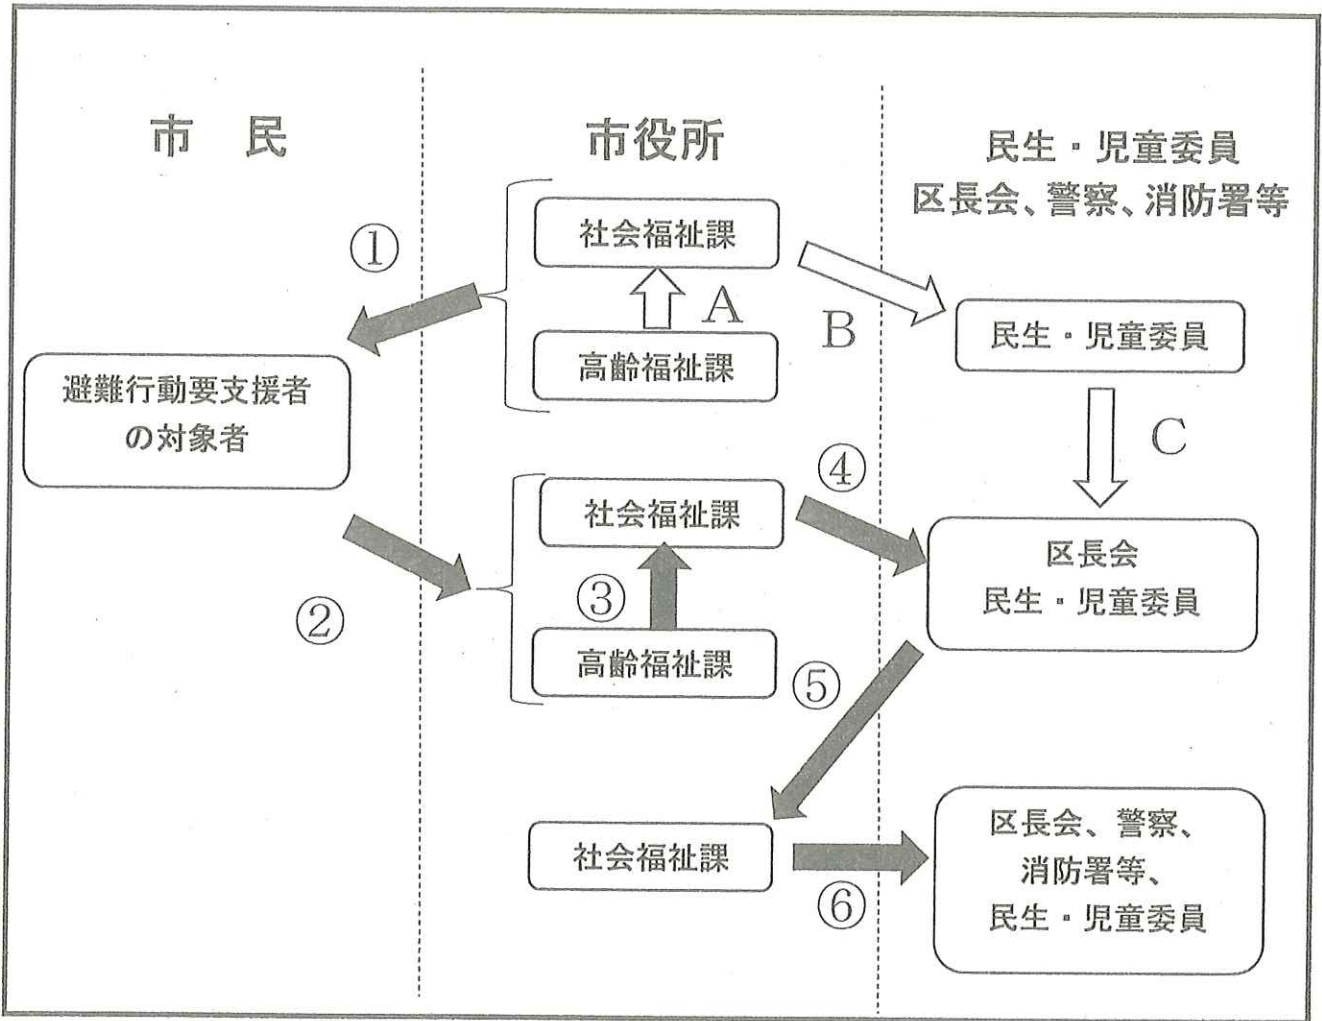 市　民
市役所
民生・児童委員
区長会、警察、消防署等
①
社会福祉課
A
高齢福祉課
B
民生・児童委員
避難行動要支援者
の対象者
C
②
社会福祉課
③
高齢福祉課
④
区長会
民生・児童委員
⑤
社会福祉課
⑥
区長会、警察、
消防署等、
民生・児童委員